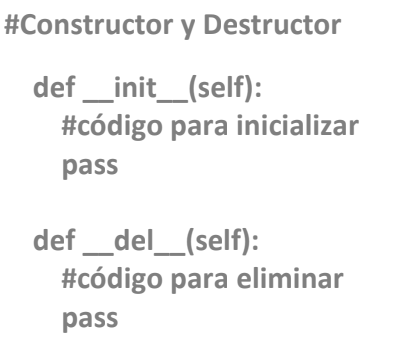 #Constructor y Destructor
def __init__(self):
#código para inicializar
pass
def __del__(self):
#código para eliminar
pass